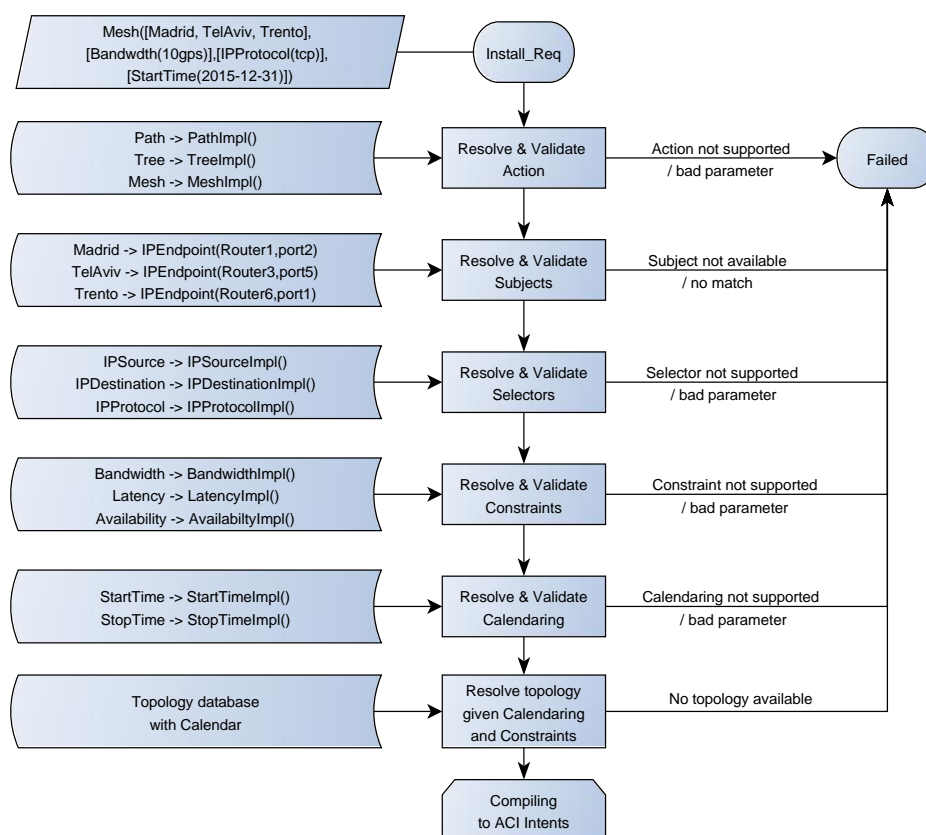 Mesh([Madrid, TelAviv, Trento],
[Bandwdth(10gps)],[IPProtocol(tcp)],
[StartTime(2015-12-31)])
Install_Req
Path -> PathImpl()
Tree -> TreeImpl()
Mesh -> MeshImpl()
Resolve & Validate
Action
Action not supported
/ bad parameter
Failed
Madrid -> IPEndpoint(Router1,port2)
TelAviv -> IPEndpoint(Router3,port5)
Trento -> IPEndpoint(Router6,port1)
Resolve & Validate
Subjects
Subject not available
/ no match
IPSource -> IPSourceImpl()
IPDestination -> IPDestinationImpl()
IPProtocol -> IPProtocolImpl()
Resolve & Validate
Selectors
Selector not supported
/ bad parameter
Bandwidth -> BandwidthImpl()
Latency -> LatencyImpl()
Availability -> AvailabiltyImpl()
Resolve & Validate
Constraints
Constraint not supported
/ bad parameter
StartTime -> StartTimeImpl()
StopTime -> StopTimeImpl()
Resolve & Validate
Calendaring
Calendaring not supported
/ bad parameter
Topology database
with Calendar
Resolve topology
given Calendaring
and Constraints
No topology available
Compiling
to ACI Intents